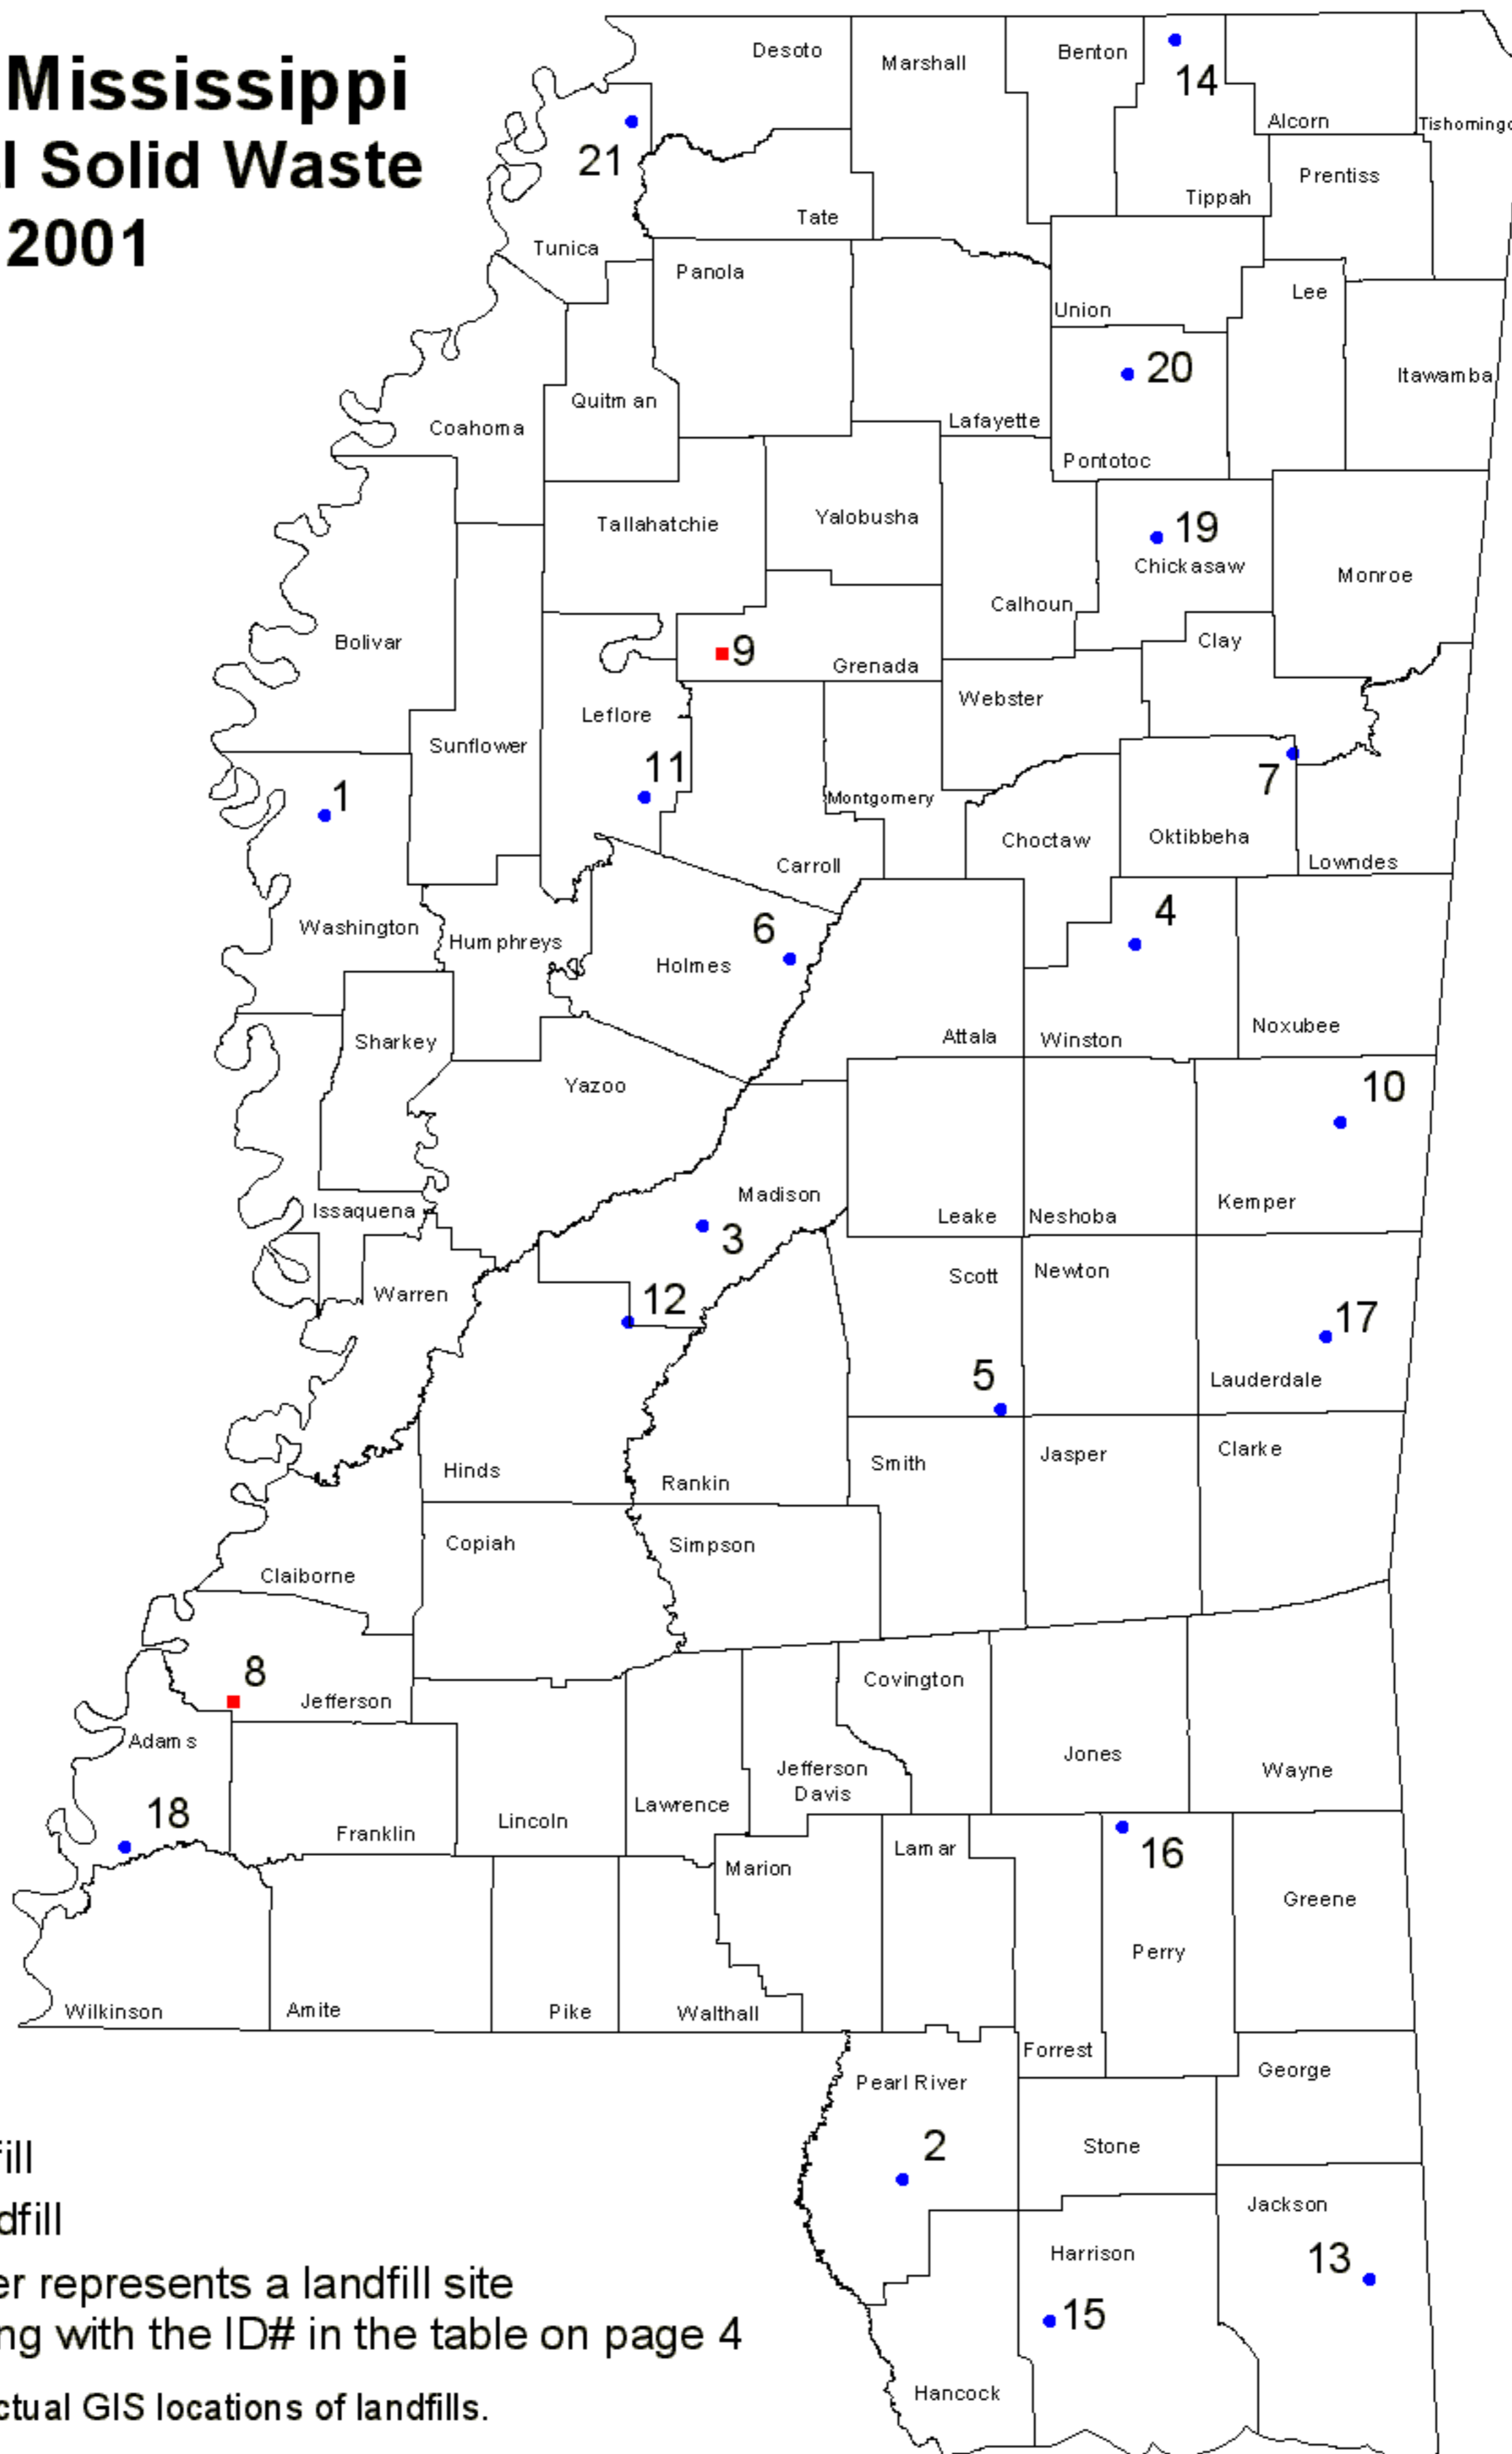 Mississippi
Solid Waste
2001
Desoto
Marshall
Benton
14
Alcorn
Tishomingo
21
Prentiss
Tippah
Tate
Tunica
Panola
Lee
Union
20
Itawamba
Quitman
Coahoma
Lafayette
Pontotoc
Tallahatchie
Yalobusha
19
Chickasaw
Monroe
Calhoun
Bolivar
9
Grenada
Clay
Webster
Leflore
Sunflower
11
7
1
Montgomery
Choctaw
Oktibbeha
Carroll
Lowndes
Washington
Humphreys
6
4
Holmes
Attala
Winston
Noxubee
Sharkey
Yazoo
10
Madison
Kemper
Issaquena
Leake
Neshoba
3
Scott
Newton
Warren
12
17
5
Lauderdale
Hinds
Rankin
Smith
Jasper
Clarke
Copiah
Simpson
Claiborne
8
Jefferson
Covington
Adams
Jones
Wayne
Jefferson
Davis
18
Franklin
Lincoln
Lawrence
Marion
Lamar
16
Greene
Perry
Wilkinson
Amite
Pike
Walthall
Forrest
George
Pearl River
Stone
2
Jackson
Harrison
13
15
Hancock
fill
dfill
er represents a landfill site
ng with the ID# in the table on page 4
ctual GIS locations of landfills.